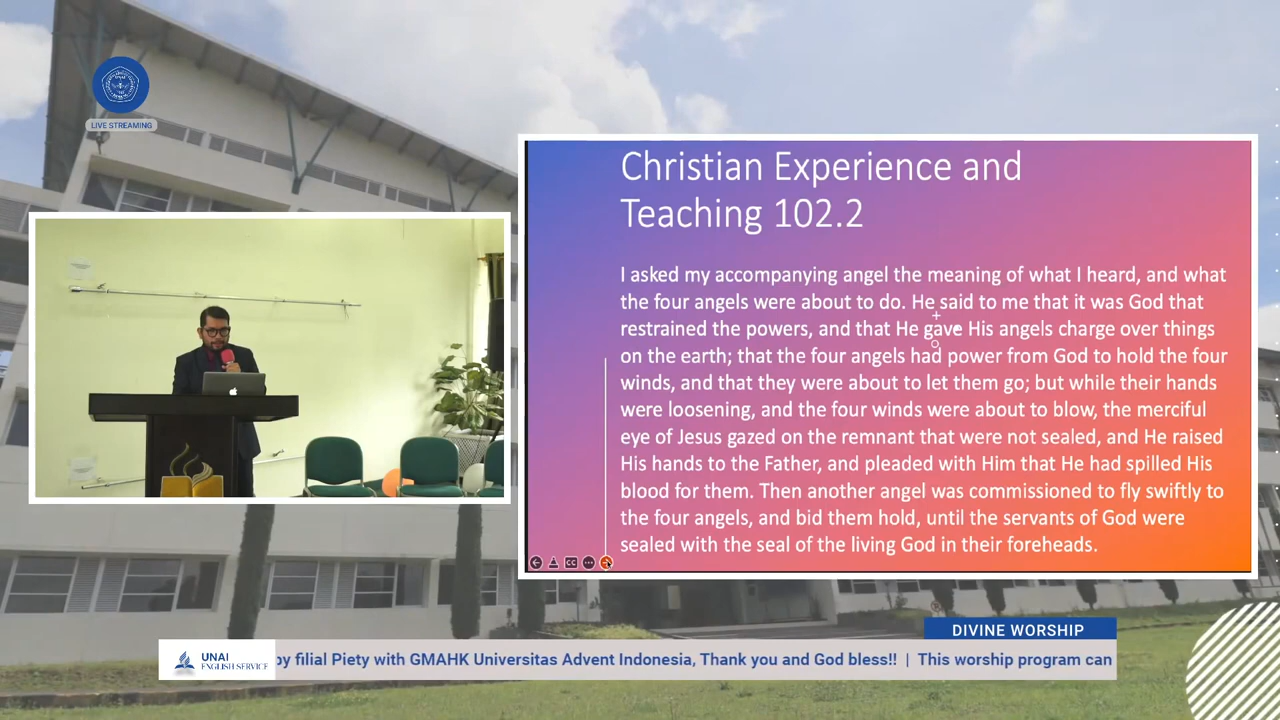 LIVE STREAMING
Christian Experience and
Teaching 102.2
I asked my accompanying angel the meaning of what I heard, and what
the four angels were about to do. He said to me that it was God that
restrained the powers, and that He gave His angels charge over things
on the earth; that the four angels had power from God to hold the four
winds, and that they were about to let them go; but while their hands
were loosening, and the four winds were about to blow, the merciful
eye of Jesus gazed on the remnant that were not sealed, and He raised
His hands to the Father, and pleaded with Him that He had spilled His
blood for them. Then another angel was commissioned to fly swiftly to
the four angels, and bid them hold, until the servants of God were
sealed with the seal of the living God in their foreheads.
CC
DIVINE WORSHIP
UNAI
ENGLISH SERVICE
by filial Piety with GMAHK Universitas Advent Indonesia, Thank you and God bless!! | This worship program can